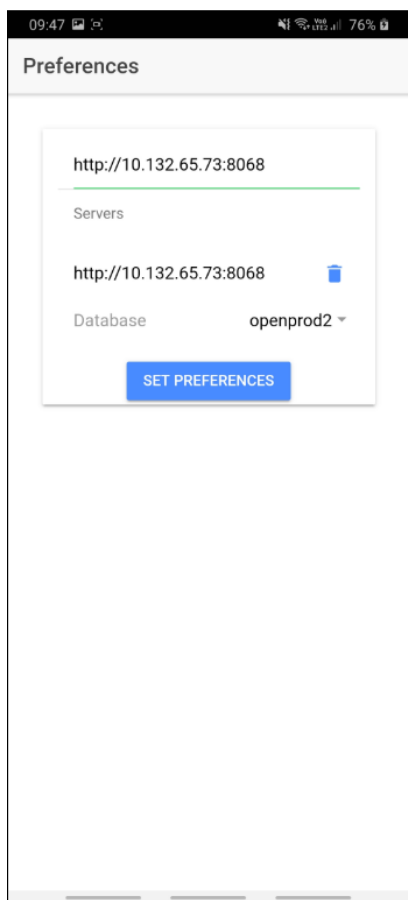 09:47 76%
Preferences
http://10.132.65.73:8068
Servers
http://10.132.65.73:8068
Database openprod2
SET PREFERENCES